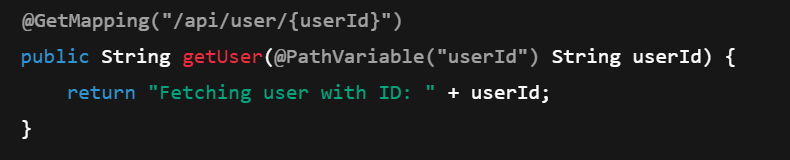 @GetMapping("/api/user/{userId}")
public String getUser(@PathVariable("userId") String userId) {
    return "Fetching user with ID: " + userId;
}